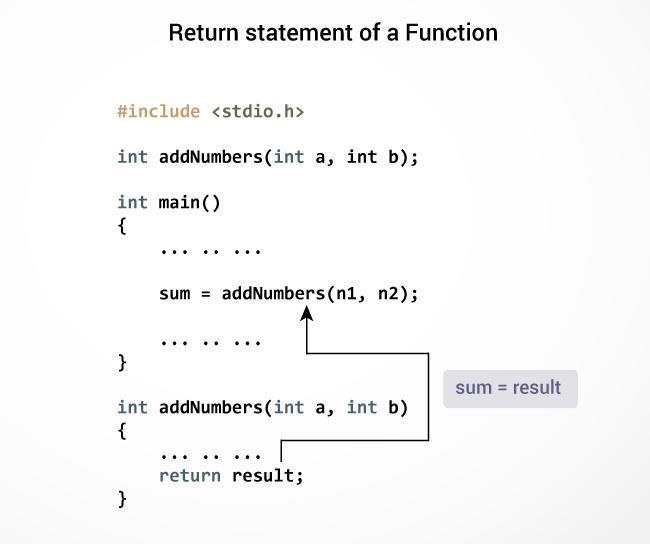 Return statement of a Function
#include <stdio.h>
int addNumbers(int a, int b);
int main()
{
... .. ...
sum = addNumbers(n1, n2);
... .. ...
}
sum = result
int addNumbers(int a, int b)
{
... .. ...
return result;
}